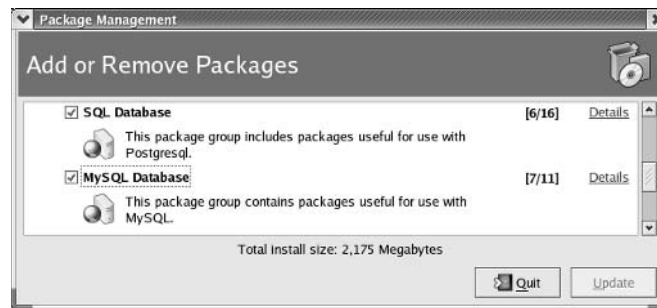 Package Management
Add or Remove Packages
SQL Database [6/16] Details
This package group includes packages useful for use with
Postgresql.
MySQL Database [7/11] Details
This package group contains packages useful for use with
MySQL.
Total install size: 2,175 Megabytes
Quit Update